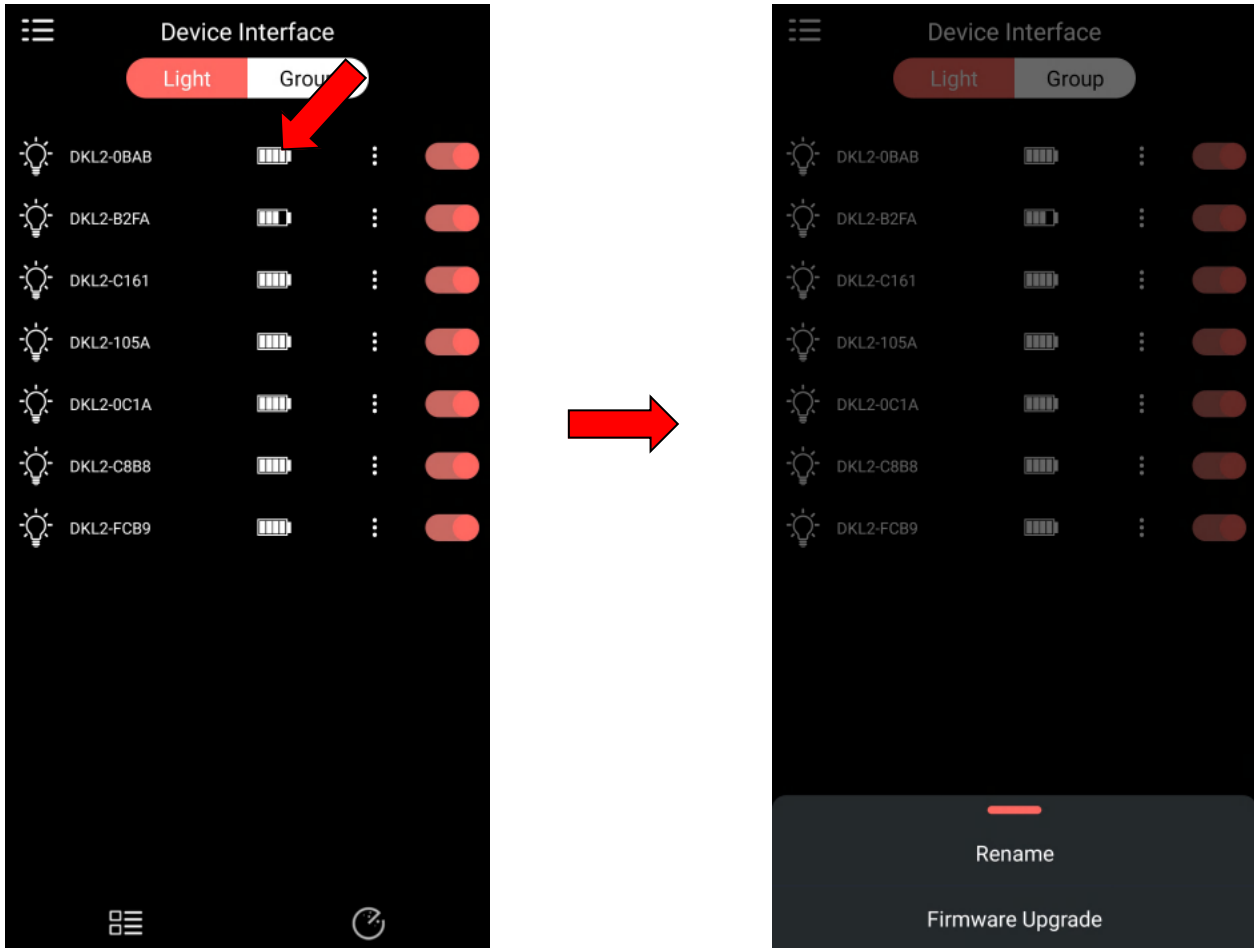 Device Interface
Light Grou
DKL2-0BAB
DKL2-B2FA
DKL2-C161
DKL2-105A
DKL2-0C1A
DKL2-C8B8
DKL2-FCB9
Device Interface
Light Group
DKL2-0BAB
DKL2-B2FA
DKL2-C161
DKL2-105A
DKL2-0C1A
DKL2-C8B8
DKL2-FCB9
Rename
Firmware Upgrade